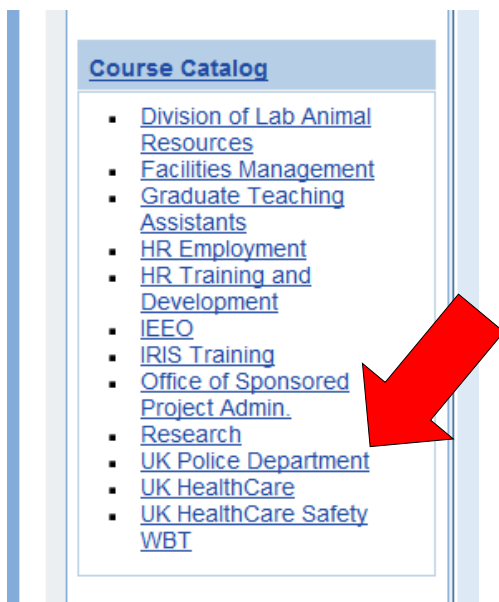 Course Catalog
Division of Lab Animal
Resources
Facilities Management
Graduate Teaching
Assistants
HR Employment
HR Training and
Development
IEEO
IRIS Training
Office of Sponsored
Project Admin.
Research
UK Police Department
UK HealthCare
UK HealthCare Safety
WBT